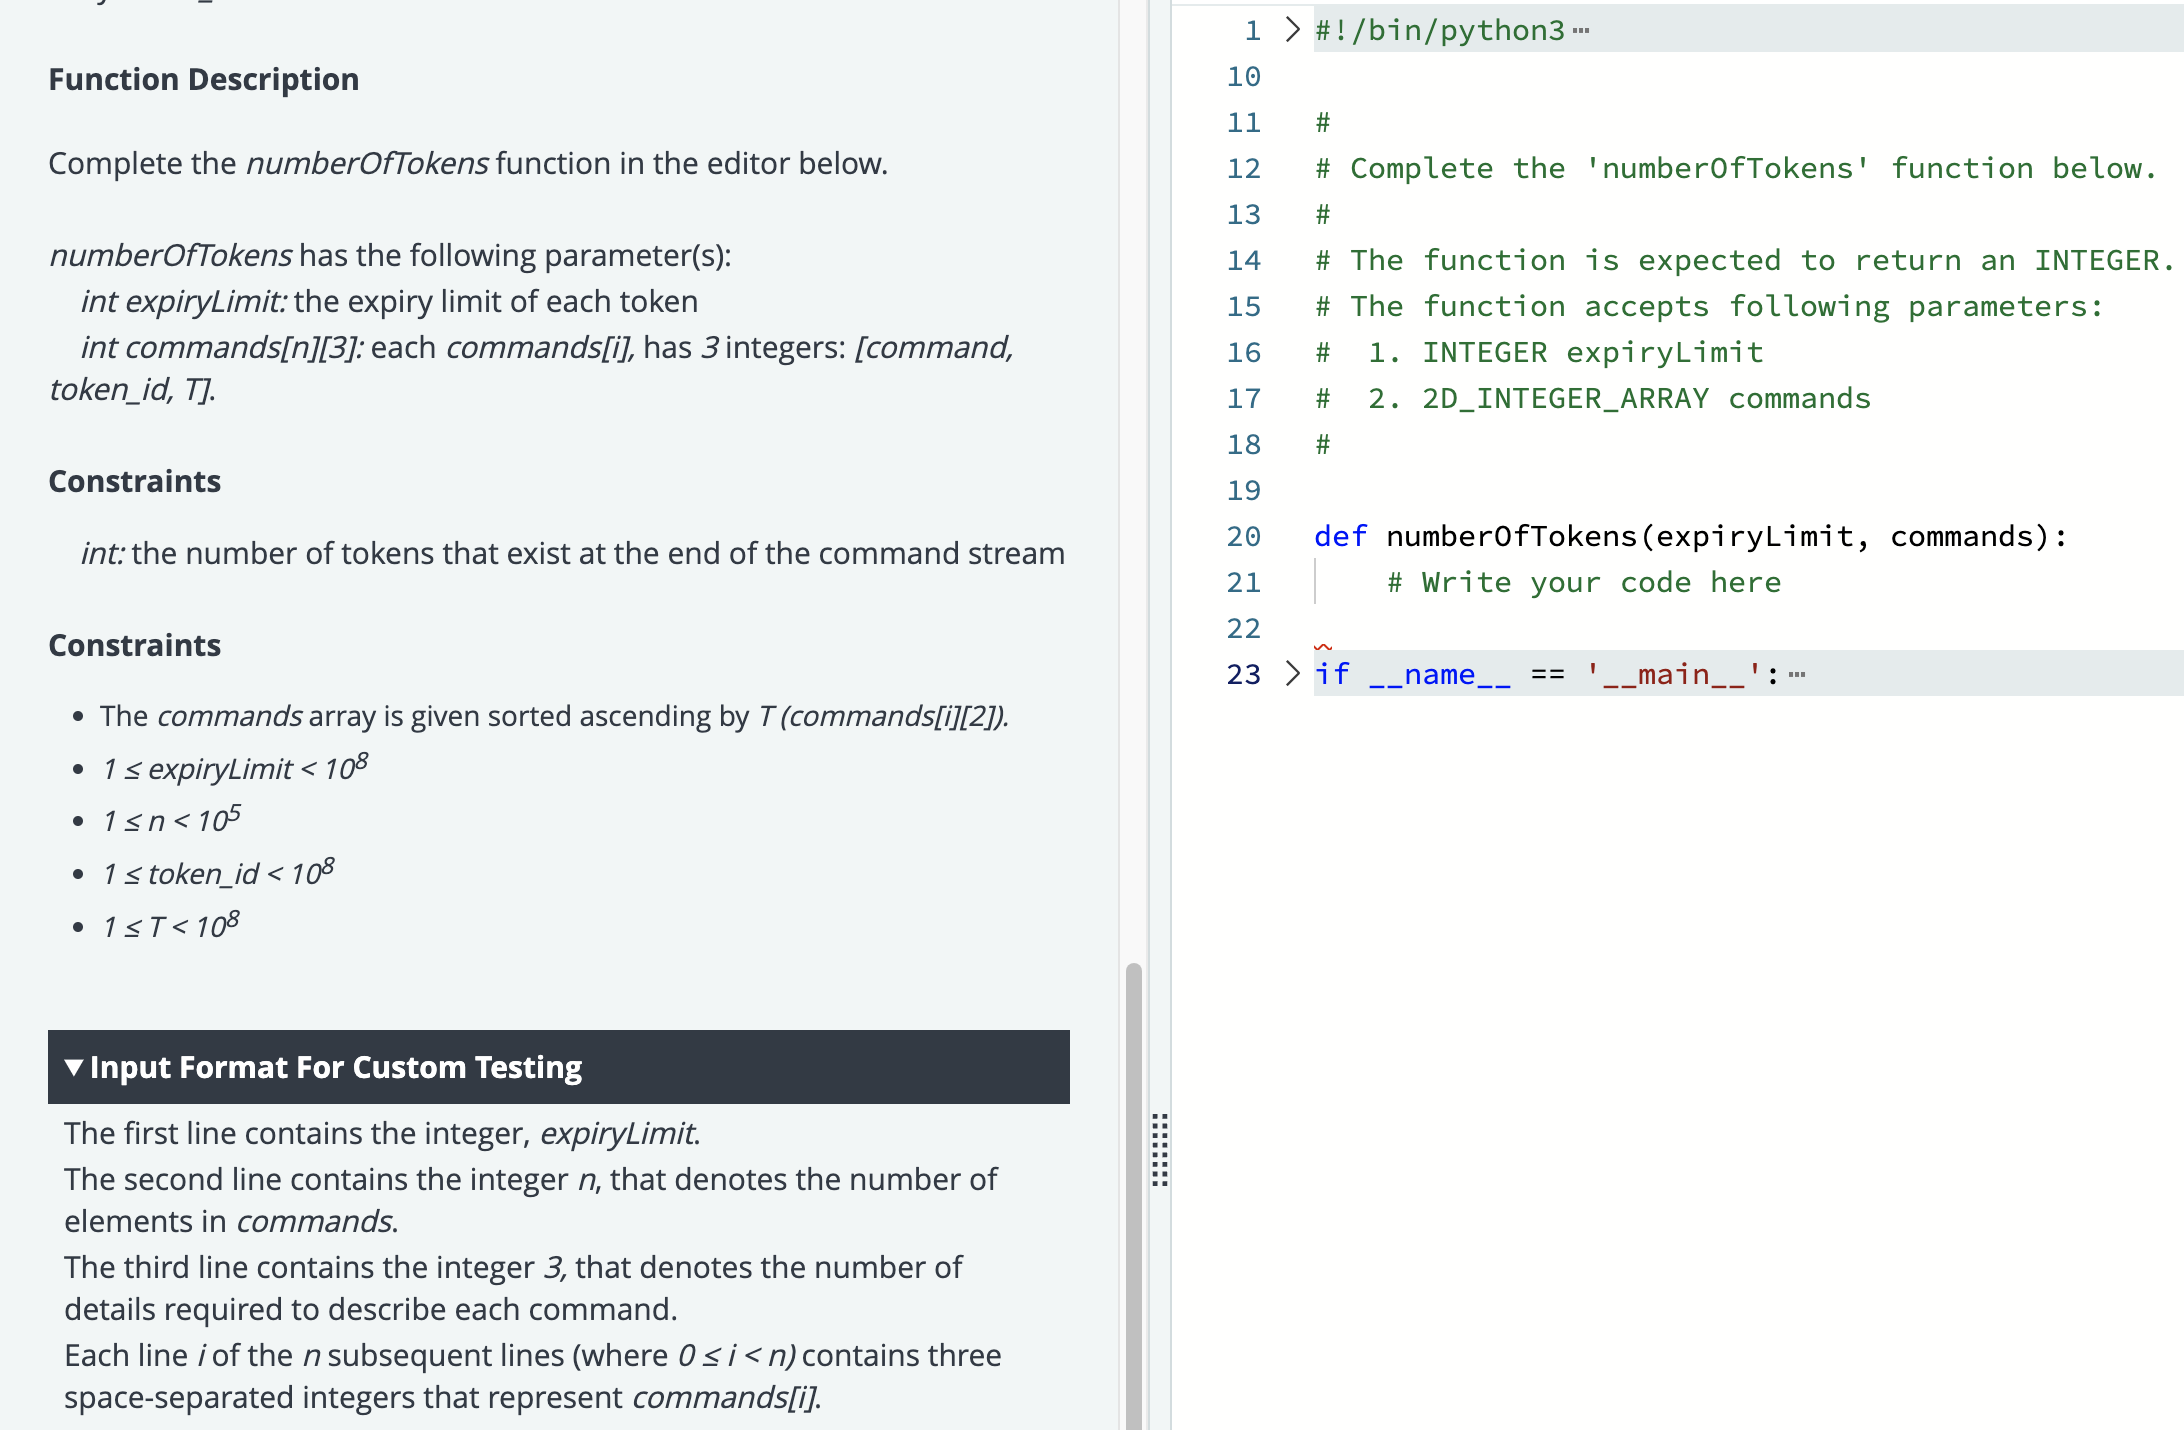 Function Description
Complete the numberOfTokens function in the editor below.
numberOfTokens has the following parameter(s):
int expiryLimit: the expiry limit of each token
int commands[n][3]: each commands[i], has 3 integers: [command,
token_id, T].
Constraints
int: the number of tokens that exist at the end of the command stream
Constraints
• The commands array is given sorted ascending by T (commands[i][2]).
• 1 ≤ expiryLimit < 10^8
• 1 ≤ n < 10^5
• 1 ≤ token_id < 10^8
• 1 ≤ T < 10^8
▼ Input Format For Custom Testing
The first line contains the integer, expiryLimit.
The second line contains the integer n, that denotes the number of
elements in commands.
The third line contains the integer 3, that denotes the number of
details required to describe each command.
Each line i of the n subsequent lines (where 0 ≤ i < n) contains three
space-separated integers that represent commands[i].
1 > #!/bin/python3 ⋯
10
11 #
12 # Complete the 'numberOfTokens' function below.
13 #
14 # The function is expected to return an INTEGER.
15 # The function accepts following parameters:
16 #  1. INTEGER expiryLimit
17 #  2. 2D_INTEGER_ARRAY commands
18 #
19
20 def numberOfTokens(expiryLimit, commands):
21     # Write your code here
22
23 > if __name__ == '__main__': ⋯